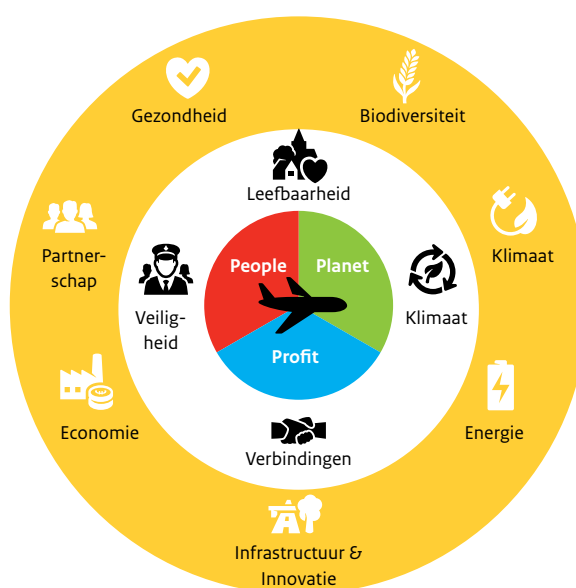 Gezondheid
Biodiversiteit
Leefbaarheid
Partner-
schap
Klimaat
People
Planet
Veilig-
heid
Klimaat
Profit
Economie
Energie
Verbindingen
Infrastructuur &
Innovatie